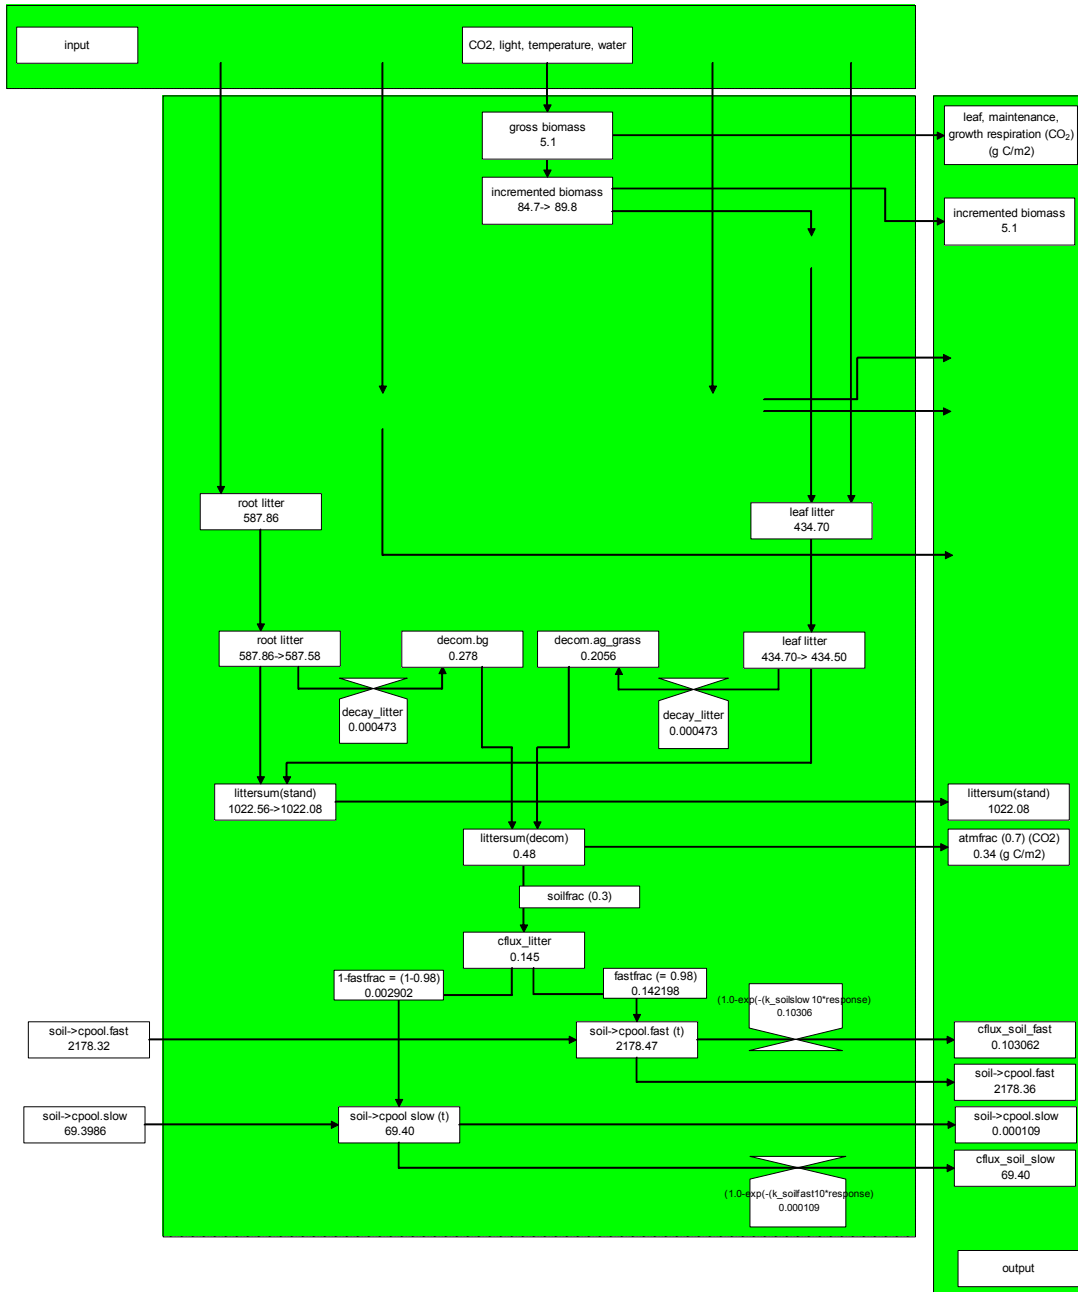 input
CO2, light, temperature, water
gross biomass
5.1
leaf, maintenance,
growth respiration (CO2)
(g C/m2)
incremented biomass
84.7-> 89.8
incremented biomass
5.1
root litter
587.86
leaf litter
434.70
root litter
587.86->587.58
decom.bg
0.278
decom.ag_grass
0.2056
leaf litter
434.70-> 434.50
decay_litter
0.000473
decay_litter
0.000473
littersum(stand)
1022.56->1022.08
littersum(stand)
1022.08
littersum(decom)
0.48
atmfrac (0.7) (CO2)
0.34 (g C/m2)
soilfrac (0.3)
cflux_litter
0.145
1-fastfrac = (1-0.98)
0.002902
fastfrac (= 0.98)
0.142198
(1.0-exp(-(k_soilslow10*response)
0.10306
soil->cpool.fast
2178.32
soil->cpool.fast (t)
2178.47
cflux_soil_fast
0.103062
soil->cpool.fast
2178.36
soil->cpool.slow
69.3986
soil->cpool slow (t)
69.40
soil->cpool.slow
0.000109
cflux_soil_slow
69.40
(1.0-exp(-(k_soilfast10*response)
0.000109
output